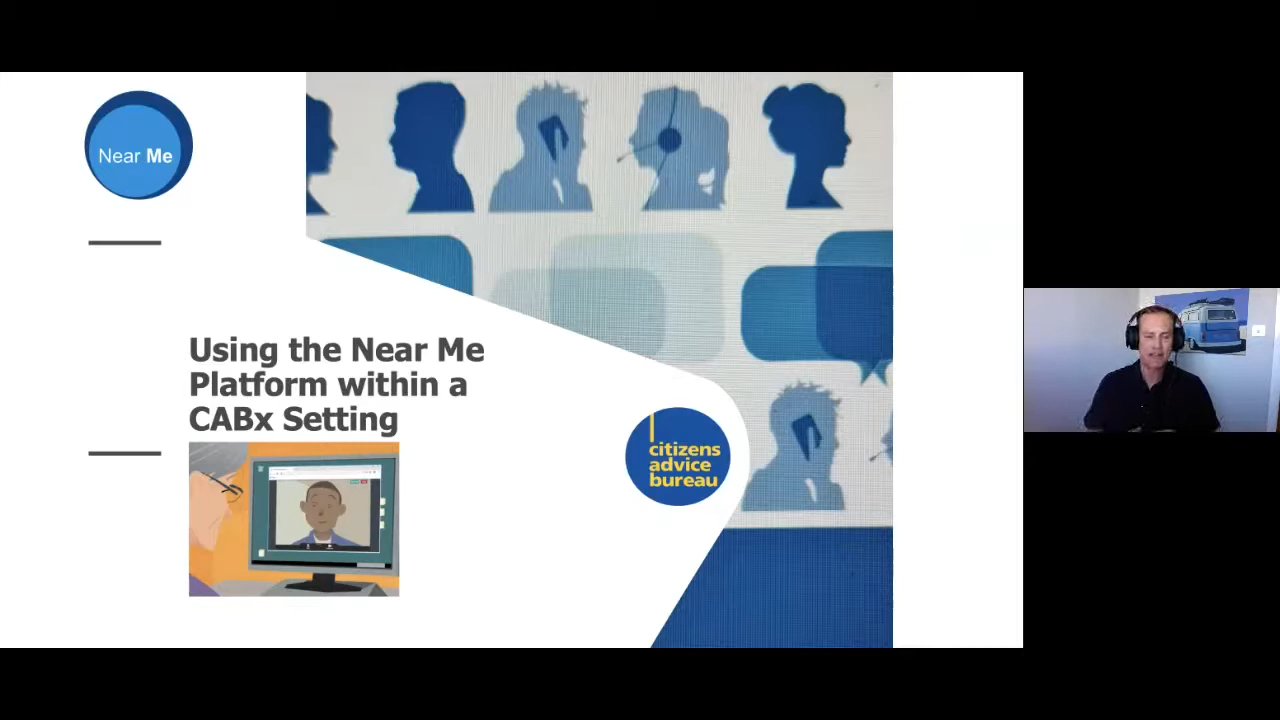 Near Me
Using the Near Me
Platform within a
CABx Setting
citizens
advice
bureau